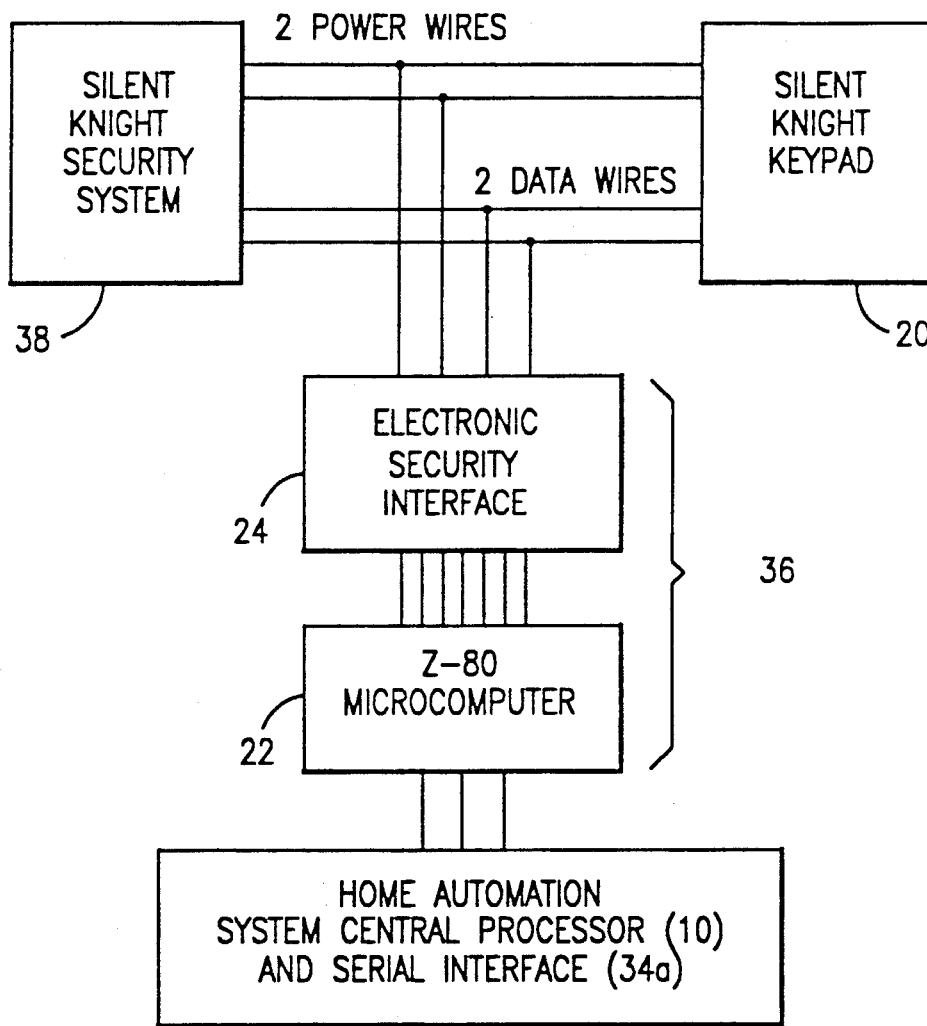 2 POWER WIRES
SILENT
KNIGHT
SECURITY
SYSTEM
SILENT
KNIGHT
KEYPAD
2 DATA WIRES
38
20
ELECTRONIC
SECURITY
INTERFACE
24
36
Z-80
MICROCOMPUTER
22
HOME AUTOMATION
SYSTEM CENTRAL PROCESSOR (10)
AND SERIAL INTERFACE (34a)